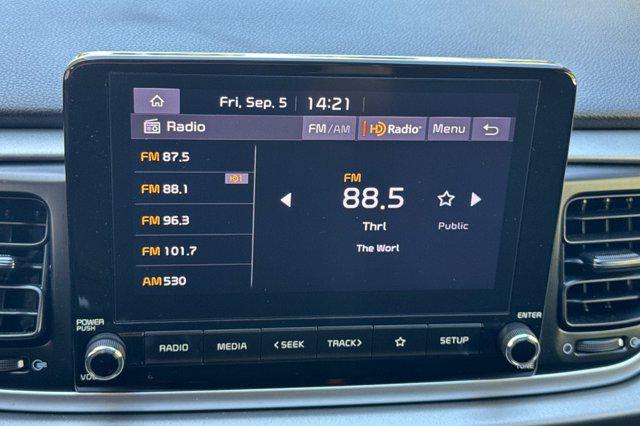 Fri, Sep. 5 14:21
Radio FM/AM HD Radio Menu
FM 87.5
FM 88.1 HD1
FM 96.3
FM 101.7
AM 530
FM
88.5
Thrl Public
The Worl
POWER PUSH
ENTER
RADIO MEDIA <SEEK TRACK> SETUP
VOL
TUNE